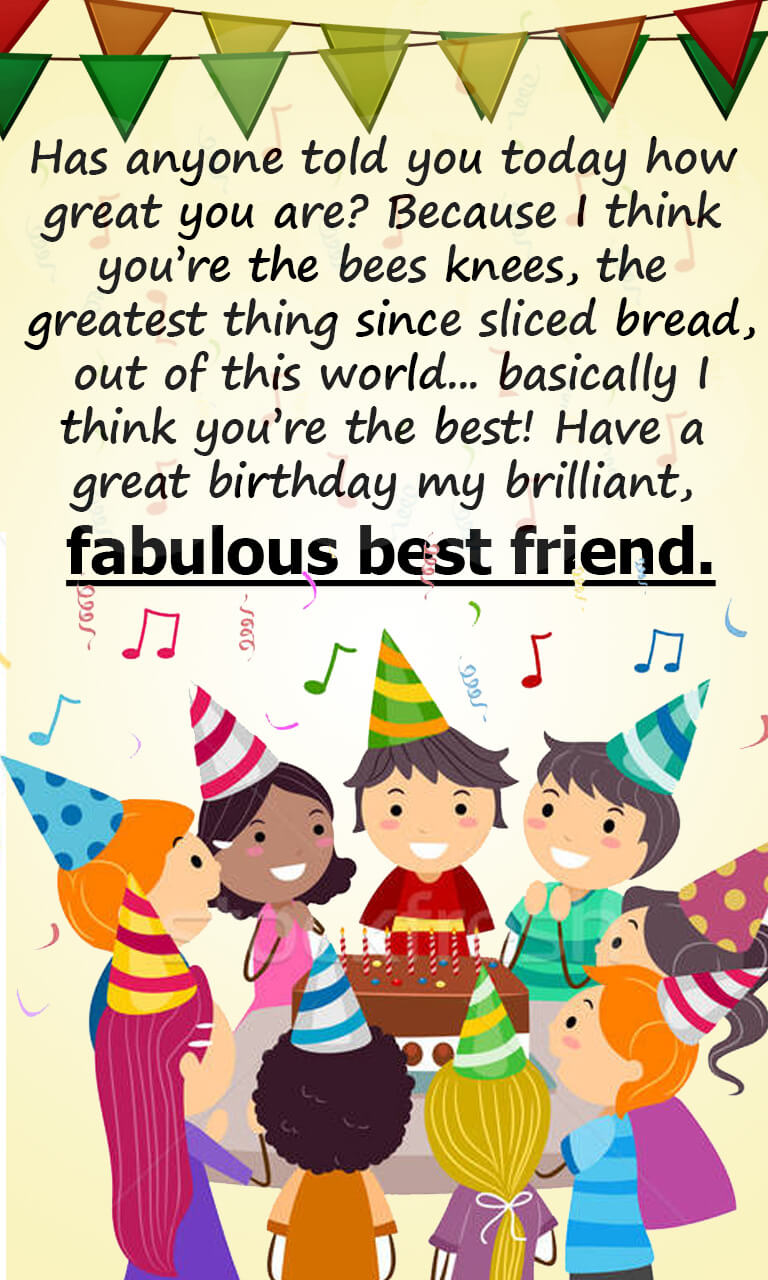 Has anyone told you today how
great you are? Because I think
you're the bees knees, the
greatest thing since sliced bread,
out of this world... basically I
think you're the best! Have a
great birthday my brilliant,
fabulous best friend.